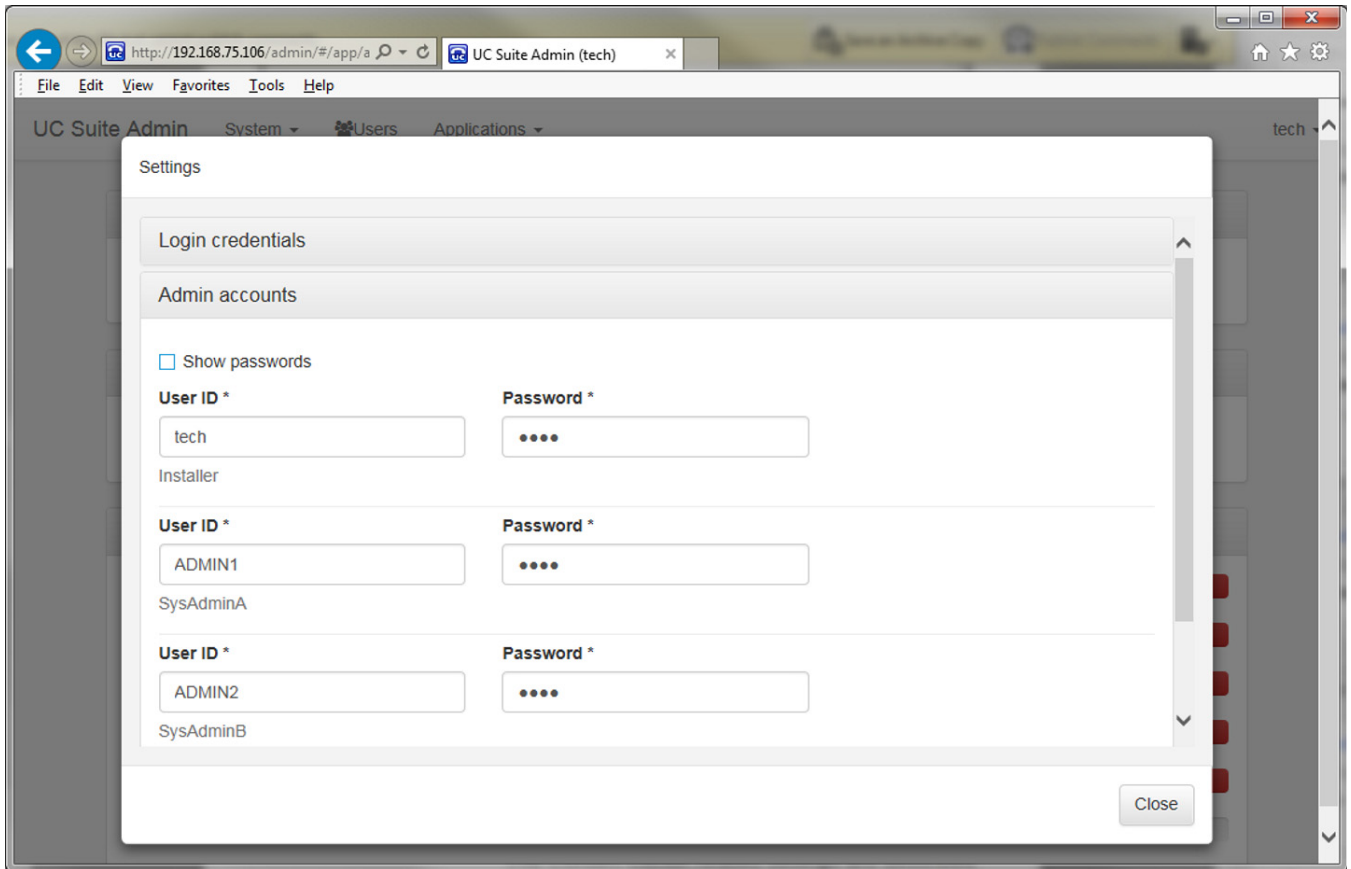 http://192.168.75.106/admin/#/app/a
UC Suite Admin (tech)
File Edit View Favorites Tools Help
UC Suite Admin System Users Applications tech
Settings
Login credentials
Admin accounts
Show passwords
User ID * Password *
tech ••••
Installer
User ID * Password *
ADMIN1 ••••
SysAdminA
User ID * Password *
ADMIN2 ••••
SysAdminB
Close